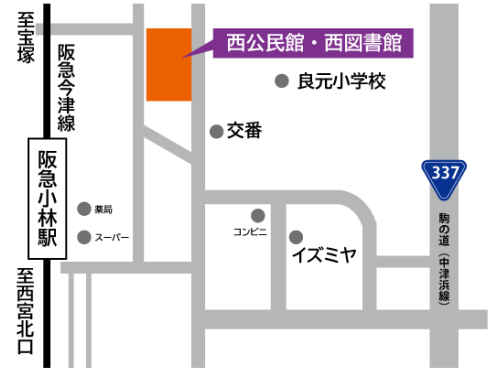 至宝塚
阪急今津線
西公民館・西図書館
良元小学校
交番
337
阪急小林駅
薬局
スーパー
コンビニ
イズミヤ
駒の道（中津浜線）
至西宮北口